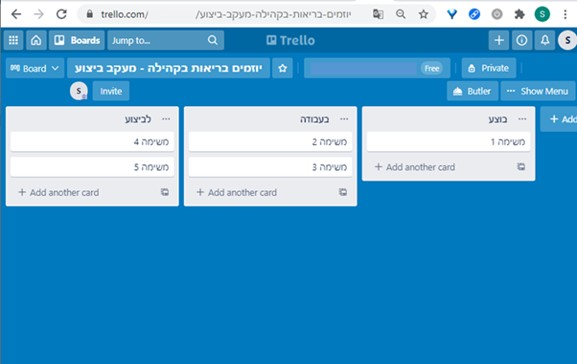 trello.com/
/יוזמים-בריאות-בקהילה-מעקב-ביצוע
S
Boards
Jump to...
Trello
S
Board
יוזמים בריאות בקהילה - מעקב ביצוע
Free
Private
S
Invite
Butler
Show Menu
לביצוע
משימה 4
משימה 5
+ Add another card
בעבודה
משימה 2
משימה 3
+ Add another card
בוצע
משימה 1
+ Add another card
+ Add